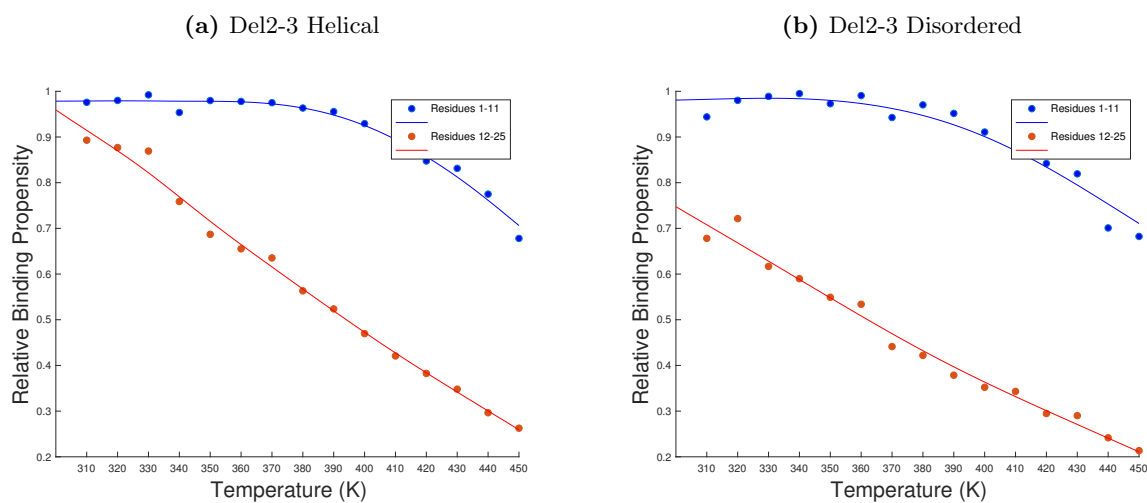 (a) Del2-3 Helical
1
0.9
0.8
0.7
0.6
0.5
0.4
0.3
0.2
Relative Binding Propensity
Residues 1-11
Residues 12-25
310 320 330 340 350 360 370 380 390 400 410 420 430 440 450
Temperature (K)
(b) Del2-3 Disordered
1
0.9
0.8
0.7
0.6
0.5
0.4
0.3
0.2
Relative Binding Propensity
Residues 1-11
Residues 12-25
310 320 330 340 350 360 370 380 390 400 410 420 430 440 450
Temperature (K)